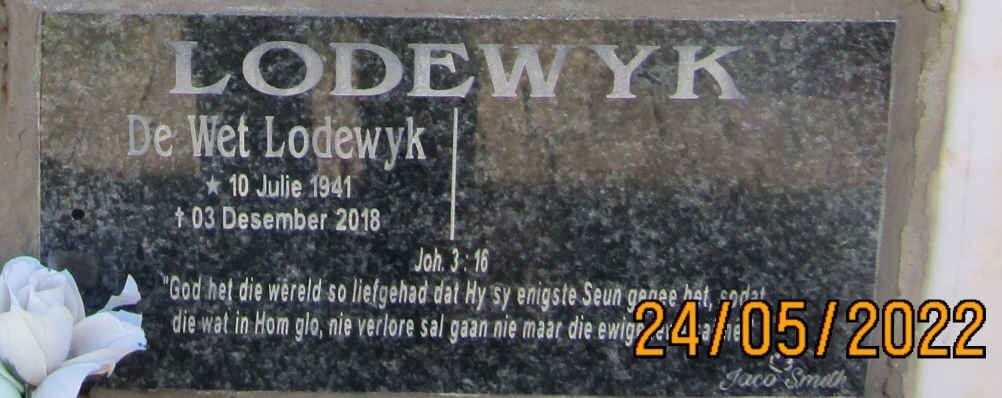 LODEWYK
De Wet Lodewyk
★ 10 Julie 1941
† 03 Desember 2018
Joh. 3 : 16
"God het die wêreld so liefgehad dat Hy sy enigste Seun gegee het, sodat
die wat in Hom glo, nie verlore sal gaan nie maar die ewige
24/05/2022
Jaco Smith